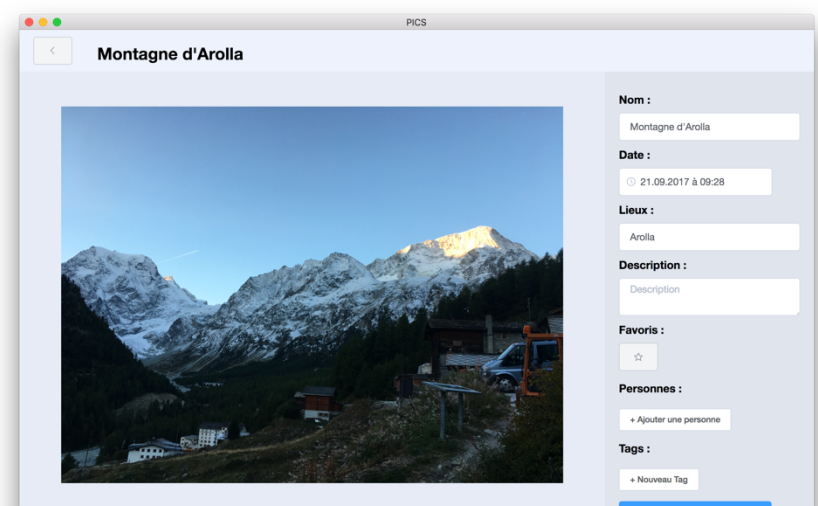 PICS
Montagne d'Arolla
Nom :
Montagne d'Arolla
Date :
21.09.2017 à 09:28
Lieux :
Arolla
Description :
Description
Favoris :
Personnes :
+ Ajouter une personne
Tags :
+ Nouveau Tag